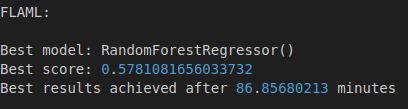 FLAML:
Best model: RandomForestRegressor()
Best score: 0.5781081656033732
Best results achieved after 86.85680213 minutes